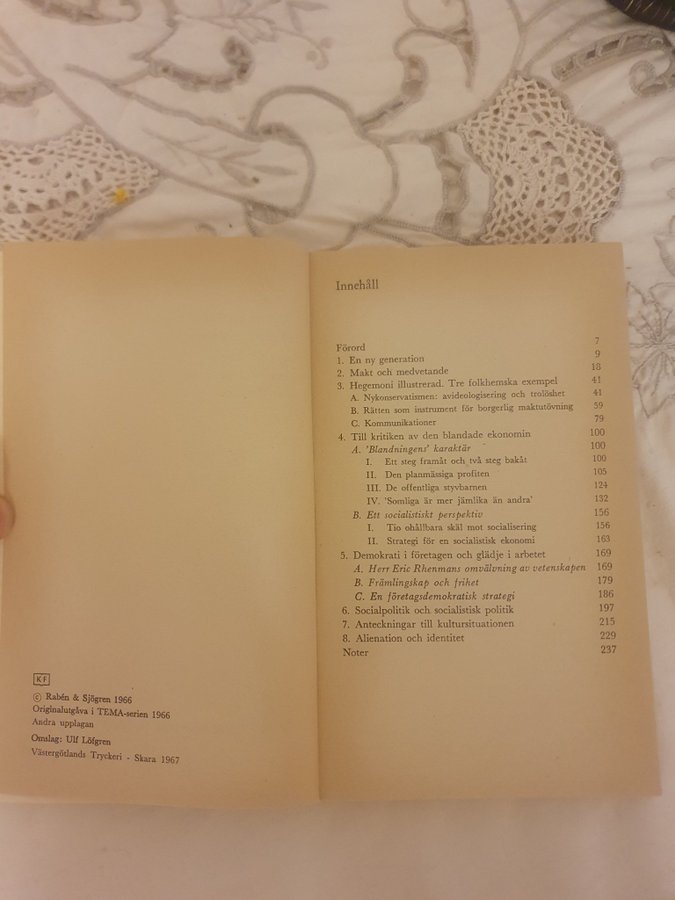 KF
© Rabén & Sjögren 1966
Originalutgåva i TEMA-serien 1966
Andra upplagan
Omslag: Ulf Löfgren
Västergötlands Tryckeri - Skara 1967
Innehåll
Förord 7
1. En ny generation 9
2. Makt och medvetande 18
3. Hegemoni illustrerad. Tre folkhemska exempel 41
A. Nykonservatismen: avideologisering och trolöshet 41
B. Rätten som instrument för borgerlig maktutövning 59
C. Kommunikationer 79
4. Till kritiken av den blandade ekonomin 100
A. 'Blandningens' karaktär 100
I. Ett steg framåt och två steg bakåt 100
II. Den planmässiga profiten 105
III. De offentliga styvbarnen 124
IV. 'Somliga är mer jämlika än andra' 132
B. Ett socialistiskt perspektiv 156
I. Tio ohållbara skäl mot socialisering 156
II. Strategi för en socialistisk ekonomi 163
5. Demokrati i företagen och glädje i arbetet 169
A. Herr Eric Rhenmans omvälvning av vetenskapen 169
B. Främlingskap och frihet 179
C. En företagsdemokratisk strategi 186
6. Socialpolitik och socialistisk politik 197
7. Anteckningar till kultursituationen 215
8. Alienation och identitet 229
Noter 237